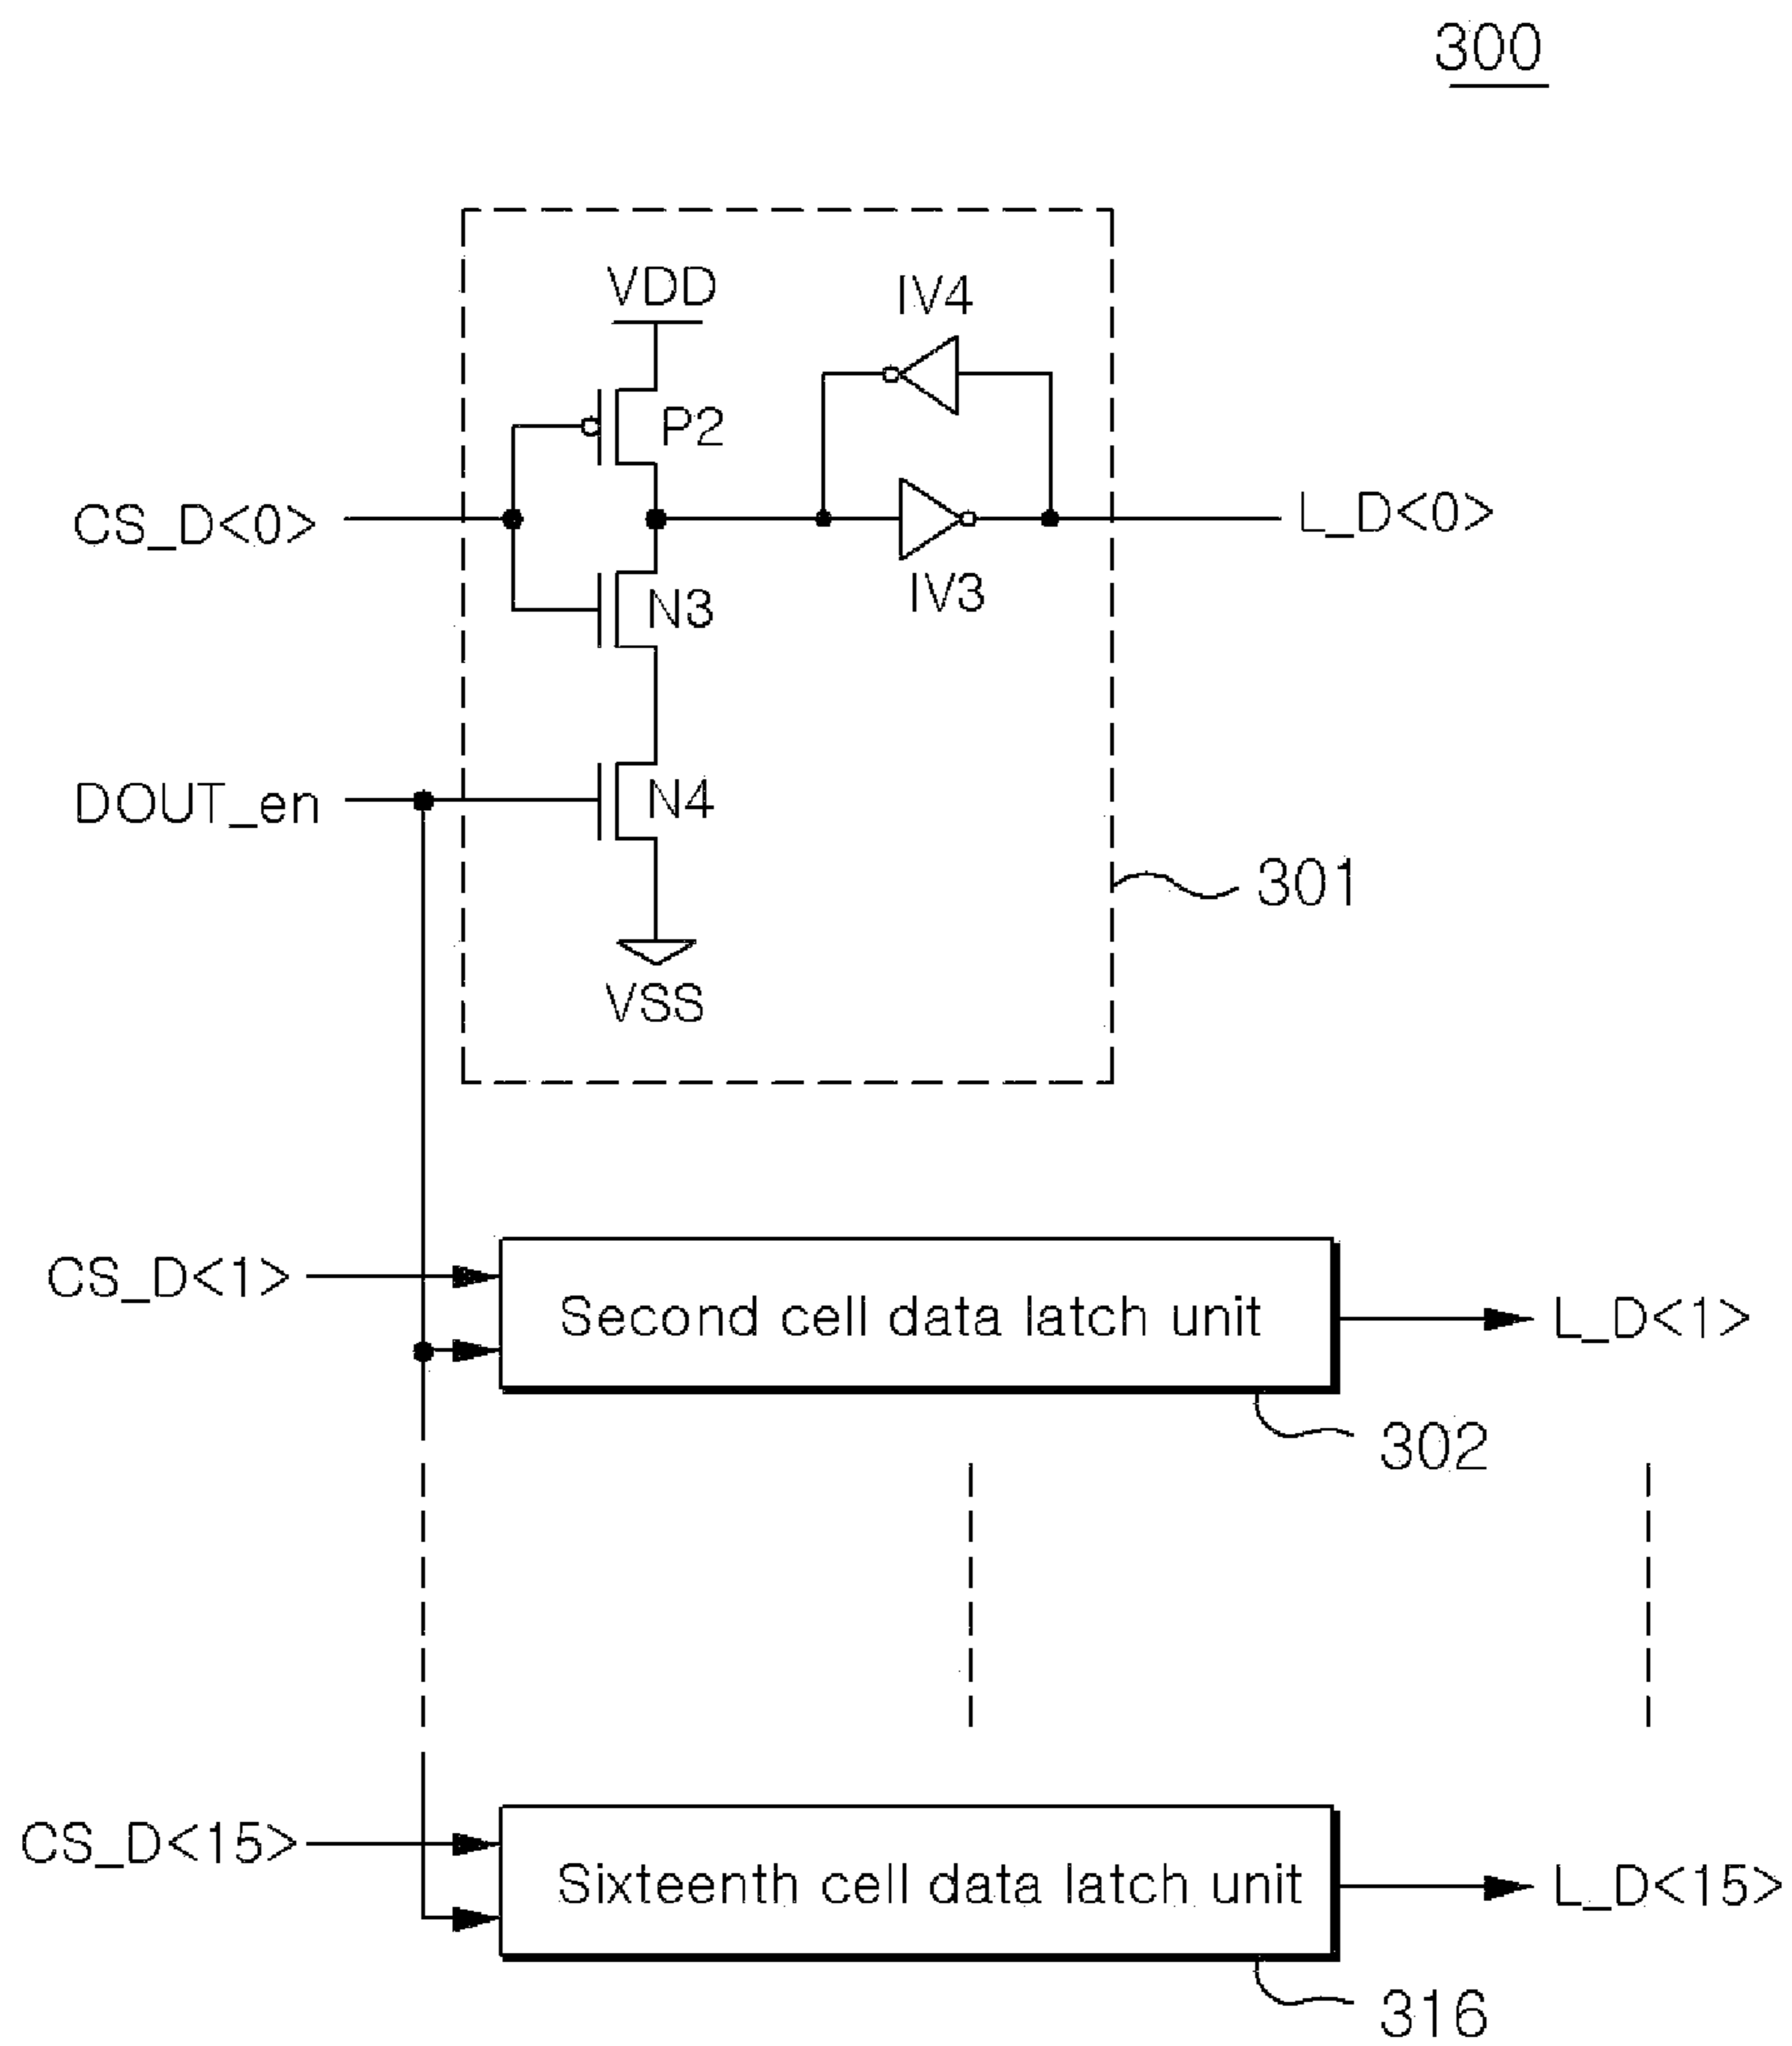 300
VDD
IV4
P2
CS_D<0>
L_D<0>
IV3
N3
DOUT_en
N4
301
VSS
CS_D<1>
Second cell data latch unit
L_D<1>
302
CS_D<15>
Sixteenth cell data latch unit
L_D<15>
316